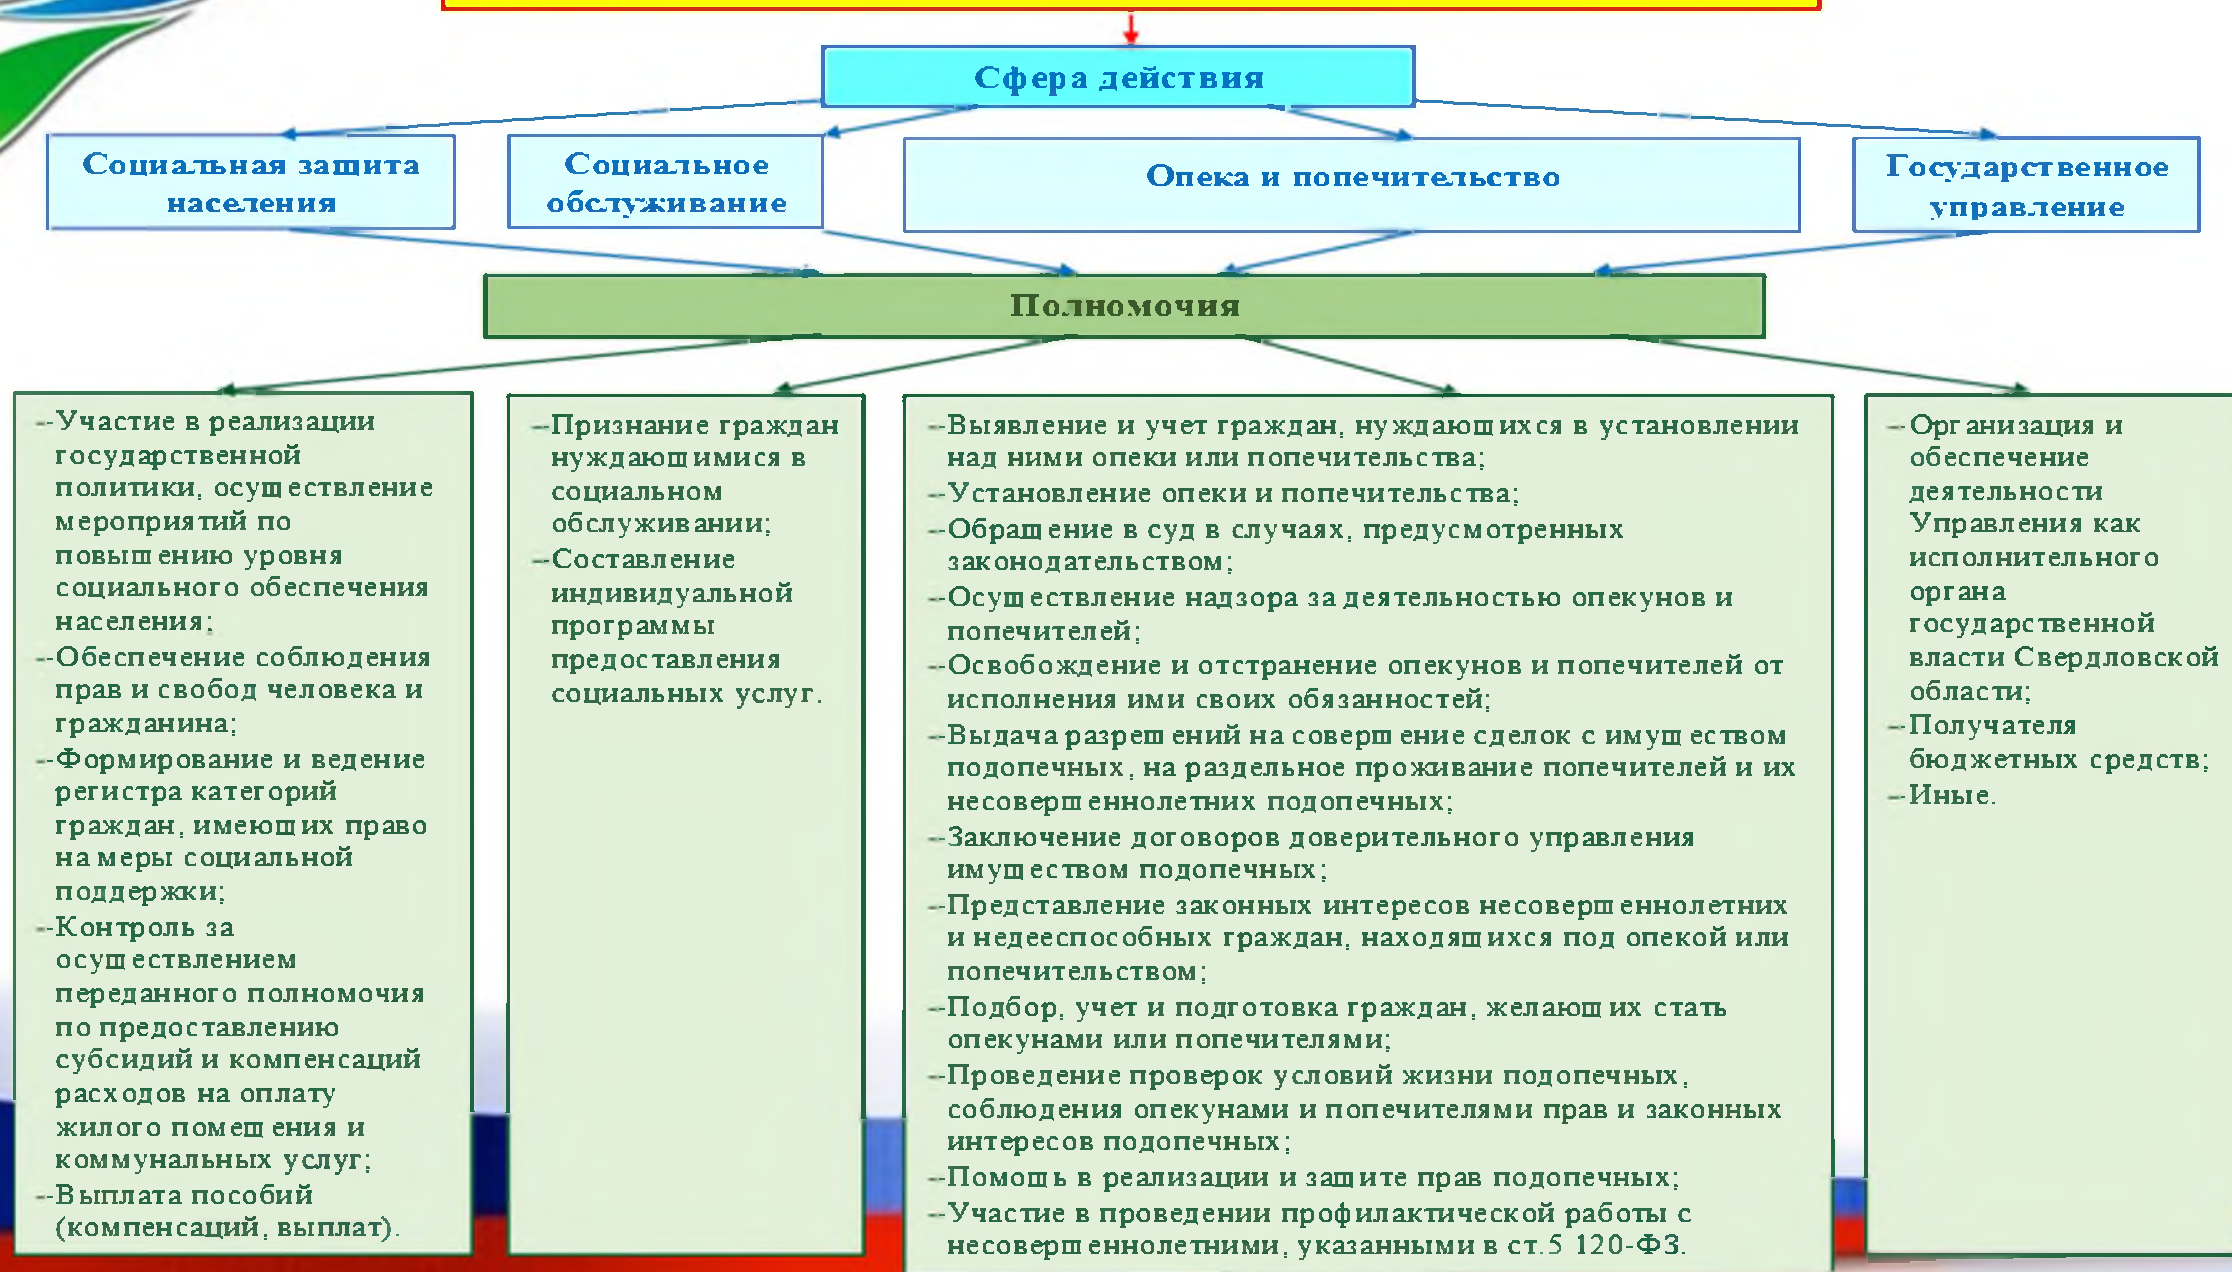 Сфера действия
Социальная защита
населения
Социальное
обслуживание
Опека и попечительство
Государственное
управление
Полномочия
–Участие в реализации
государственной
политики, осуществление
мероприятий по
повышению уровня
социального обеспечения
населения;
–Обеспечение соблюдения
прав и свобод человека и
гражданина;
–Формирование и ведение
регистра категорий
граждан, имеющих право
на меры социальной
поддержки;
–Контроль за
осуществлением
переданного полномочия
по предоставлению
субсидий и компенсаций
расходов на оплату
жилого помещения и
коммунальных услуг;
–Выплата пособий
(компенсаций, выплат).
–Признание граждан
нуждающимися в
социальном
обслуживании;
–Составление
индивидуальной
программы
предоставления
социальных услуг.
–Выявление и учет граждан, нуждающихся в установлении
над ними опеки или попечительства;
–Установление опеки и попечительства;
–Обращение в суд в случаях, предусмотренных
законодательством;
–Осуществление надзора за деятельностью опекунов и
попечителей;
–Освобождение и отстранение опекунов и попечителей от
исполнения ими своих обязанностей;
–Выдача разрешений на совершение сделок с имуществом
подопечных, на раздельное проживание попечителей и их
несовершеннолетних подопечных;
–Заключение договоров доверительного управления
имуществом подопечных;
–Представление законных интересов несовершеннолетних
и недееспособных граждан, находящихся под опекой или
попечительством;
–Подбор, учет и подготовка граждан, желающих стать
опекунами или попечителями;
–Проведение проверок условий жизни подопечных,
соблюдения опекунами и попечителями прав и законных
интересов подопечных;
–Помощь в реализации и защите прав подопечных;
–Участие в проведении профилактической работы с
несовершеннолетними, указанными в ст.5 120-ФЗ.
–Организация и
обеспечение
деятельности
Управления как
исполнительного
органа
государственной
власти Свердловской
области;
–Получателя
бюджетных средств;
–Иные.